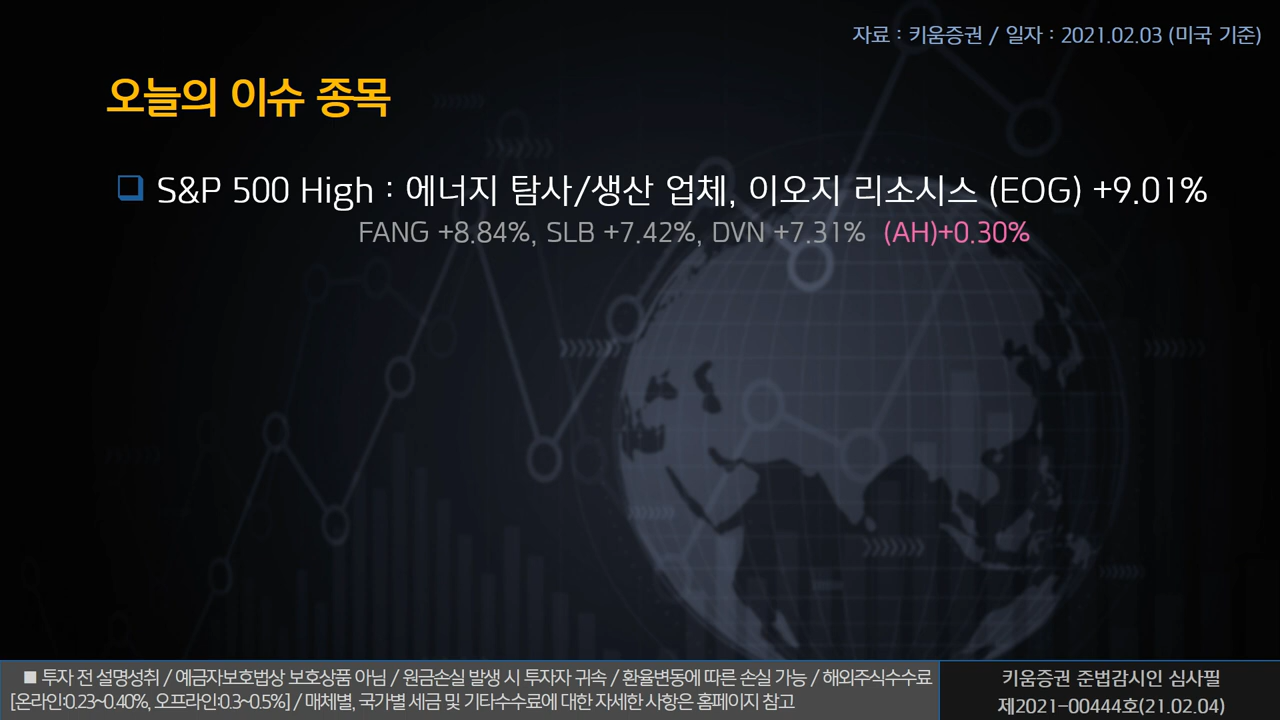 자료 : 키움증권 / 일자 : 2021.02.03 (미국 기준)
오늘의 이슈 종목
❑ S&P 500 High : 에너지 탐사/생산 업체, 이오지 리소시스 (EOG) +9.01%
FANG +8.84%, SLB +7.42%, DVN +7.31% (AH)+0.30%
■ 투자 전 설명성취 / 예금자보호법상 보호상품 아님 / 원금손실 발생 시 투자자 귀속 / 환율변동에 따른 손실 가능 / 해외주식수수료
[온라인:0.23~0.40%, 오프라인:0.3~0.5%] / 매체별, 국가별 세금 및 기타수수료에 대한 자세한 사항은 홈페이지 참고
키움증권 준법감시인 심사필
제2021-00444호(21.02.04)